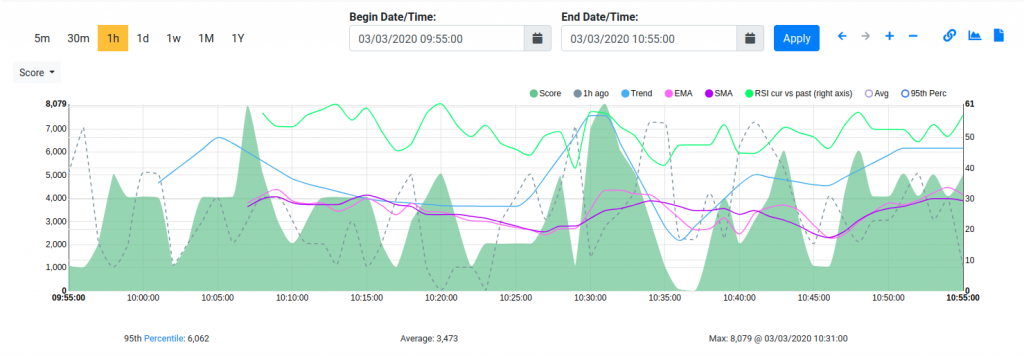 Begin Date/Time:
End Date/Time:
5m 30m 1h 1d 1w 1M 1Y
03/03/2020 09:55:00
03/03/2020 10:55:00
Apply
Score
Score 1h ago Trend EMA SMA RSI cur vs past (right axis) Avg 95th Perc
8,079
7,000
6,000
5,000
4,000
3,000
2,000
1,000
0
61
50
40
30
20
10
0
09:55:00 10:00:00 10:05:00 10:10:00 10:15:00 10:20:00 10:25:00 10:30:00 10:35:00 10:40:00 10:45:00 10:50:00 10:55:00
95th Percentile: 6,062
Average: 3,473
Max: 8,079 @ 03/03/2020 10:31:00